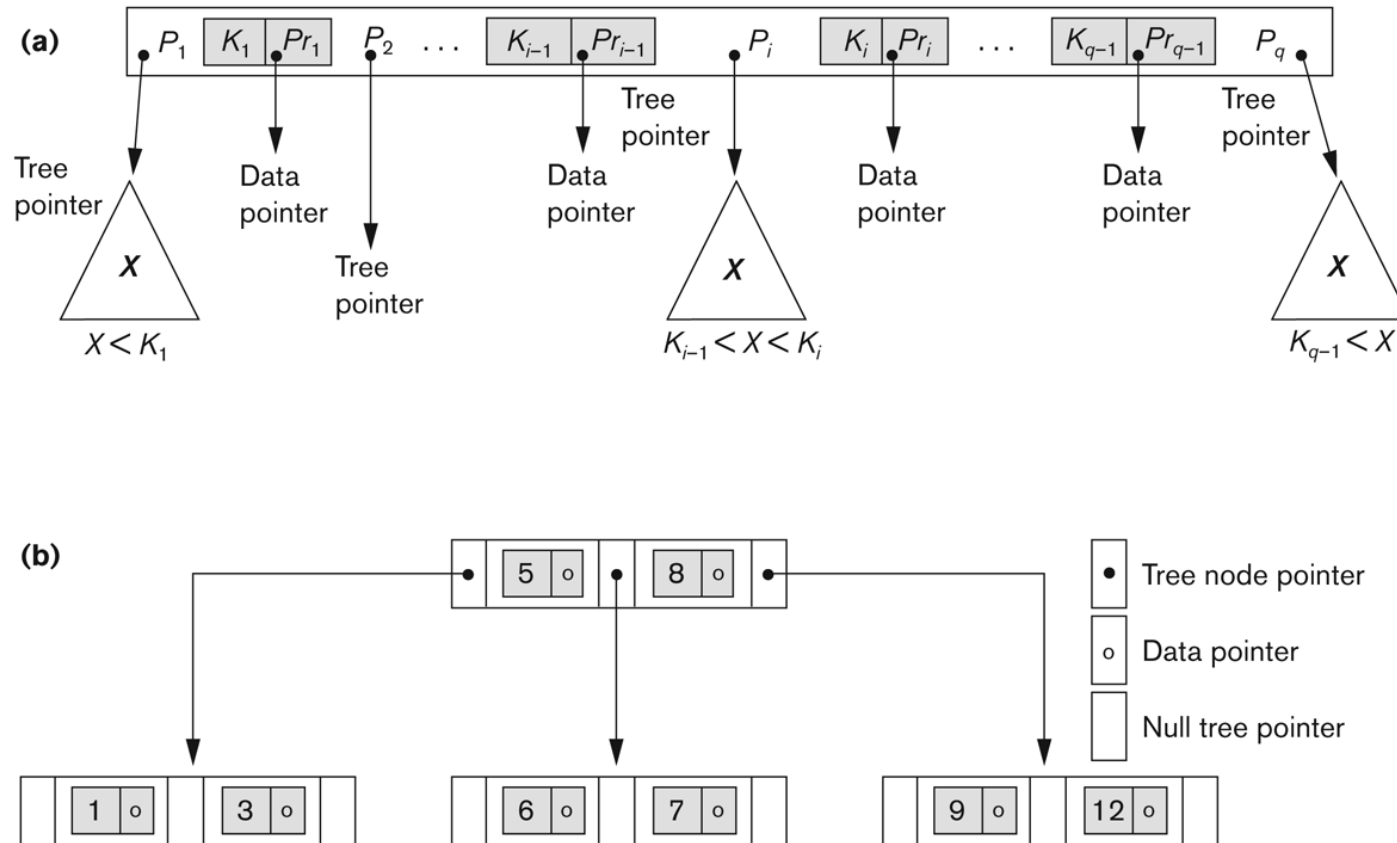 (a) P1 K1 Pr1 P2 . . . Ki–1 Pri–1 Pi Ki Pri . . . Kq–1 Prq–1 Pq
Tree
pointer
Data
pointer
Tree
pointer
Data
pointer
Tree
pointer
Data
pointer
Data
pointer
Tree
pointer
X X X
X < K1
Ki–1 < X < Ki
Kq–1 < X
(b)
5 o 8 o
Tree node pointer
o Data pointer
Null tree pointer
1 o 3 o 6 o 7 o 9 o 12 o